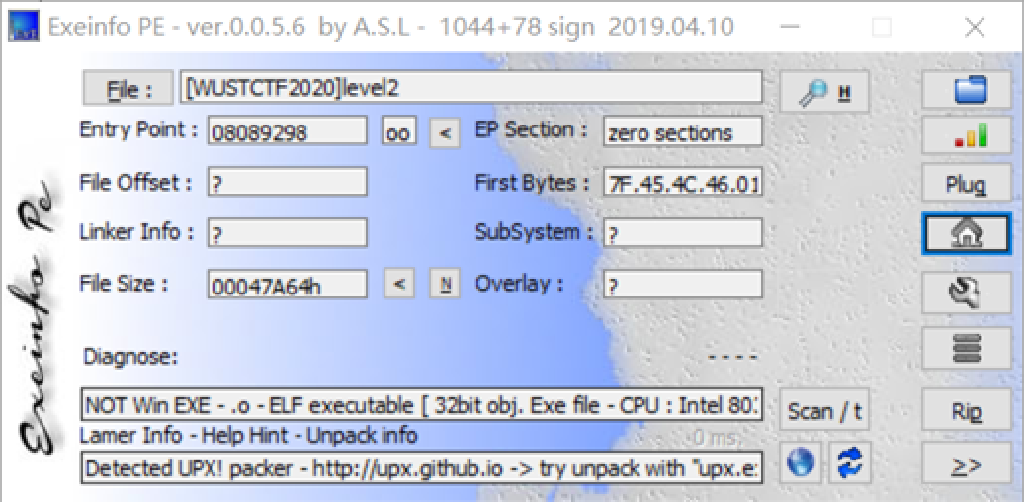 Exeinfo PE - ver.0.0.5.6 by A.S.L - 1044+78 sign 2019.04.10
File : [WUSTCTF2020]level2 H
Entry Point : 08089298 oo < EP Section : zero sections
File Offset : ? First Bytes : 7F.45.4C.46.01 Plug
Linker Info : ? SubSystem : ?
File Size : 00047A64h < N Overlay : ?
Exeinfo Pe
Diagnose: - - - -
NOT Win EXE - .o - ELF executable [ 32bit obj. Exe file - CPU : Intel 80 Scan / t Rip
Lamer Info - Help Hint - Unpack info 0 ms.
Detected UPX! packer - http://upx.github.io -> try unpack with "upx.e >>